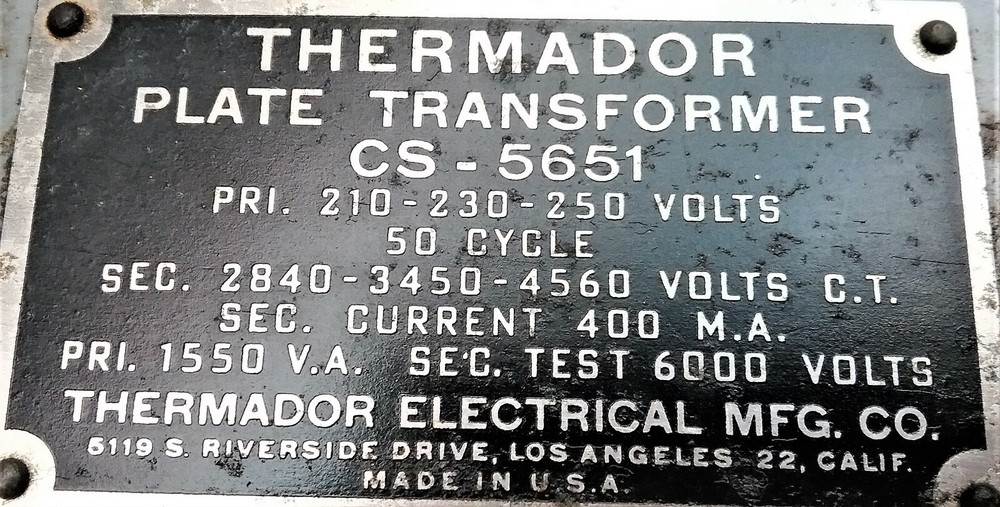 THERMADOR
PLATE TRANSFORMER
CS - 5651
PRI. 210-230-250 VOLTS
50 CYCLE
SEC. 2840-3450-4560 VOLTS C.T.
SEC. CURRENT 400 M.A.
PRI. 1550 V.A. SEC. TEST 6000 VOLTS
THERMADOR ELECTRICAL MFG. CO.
5119 S. RIVERSIDE DRIVE, LOS ANGELES 22, CALIF.
MADE IN U.S.A.